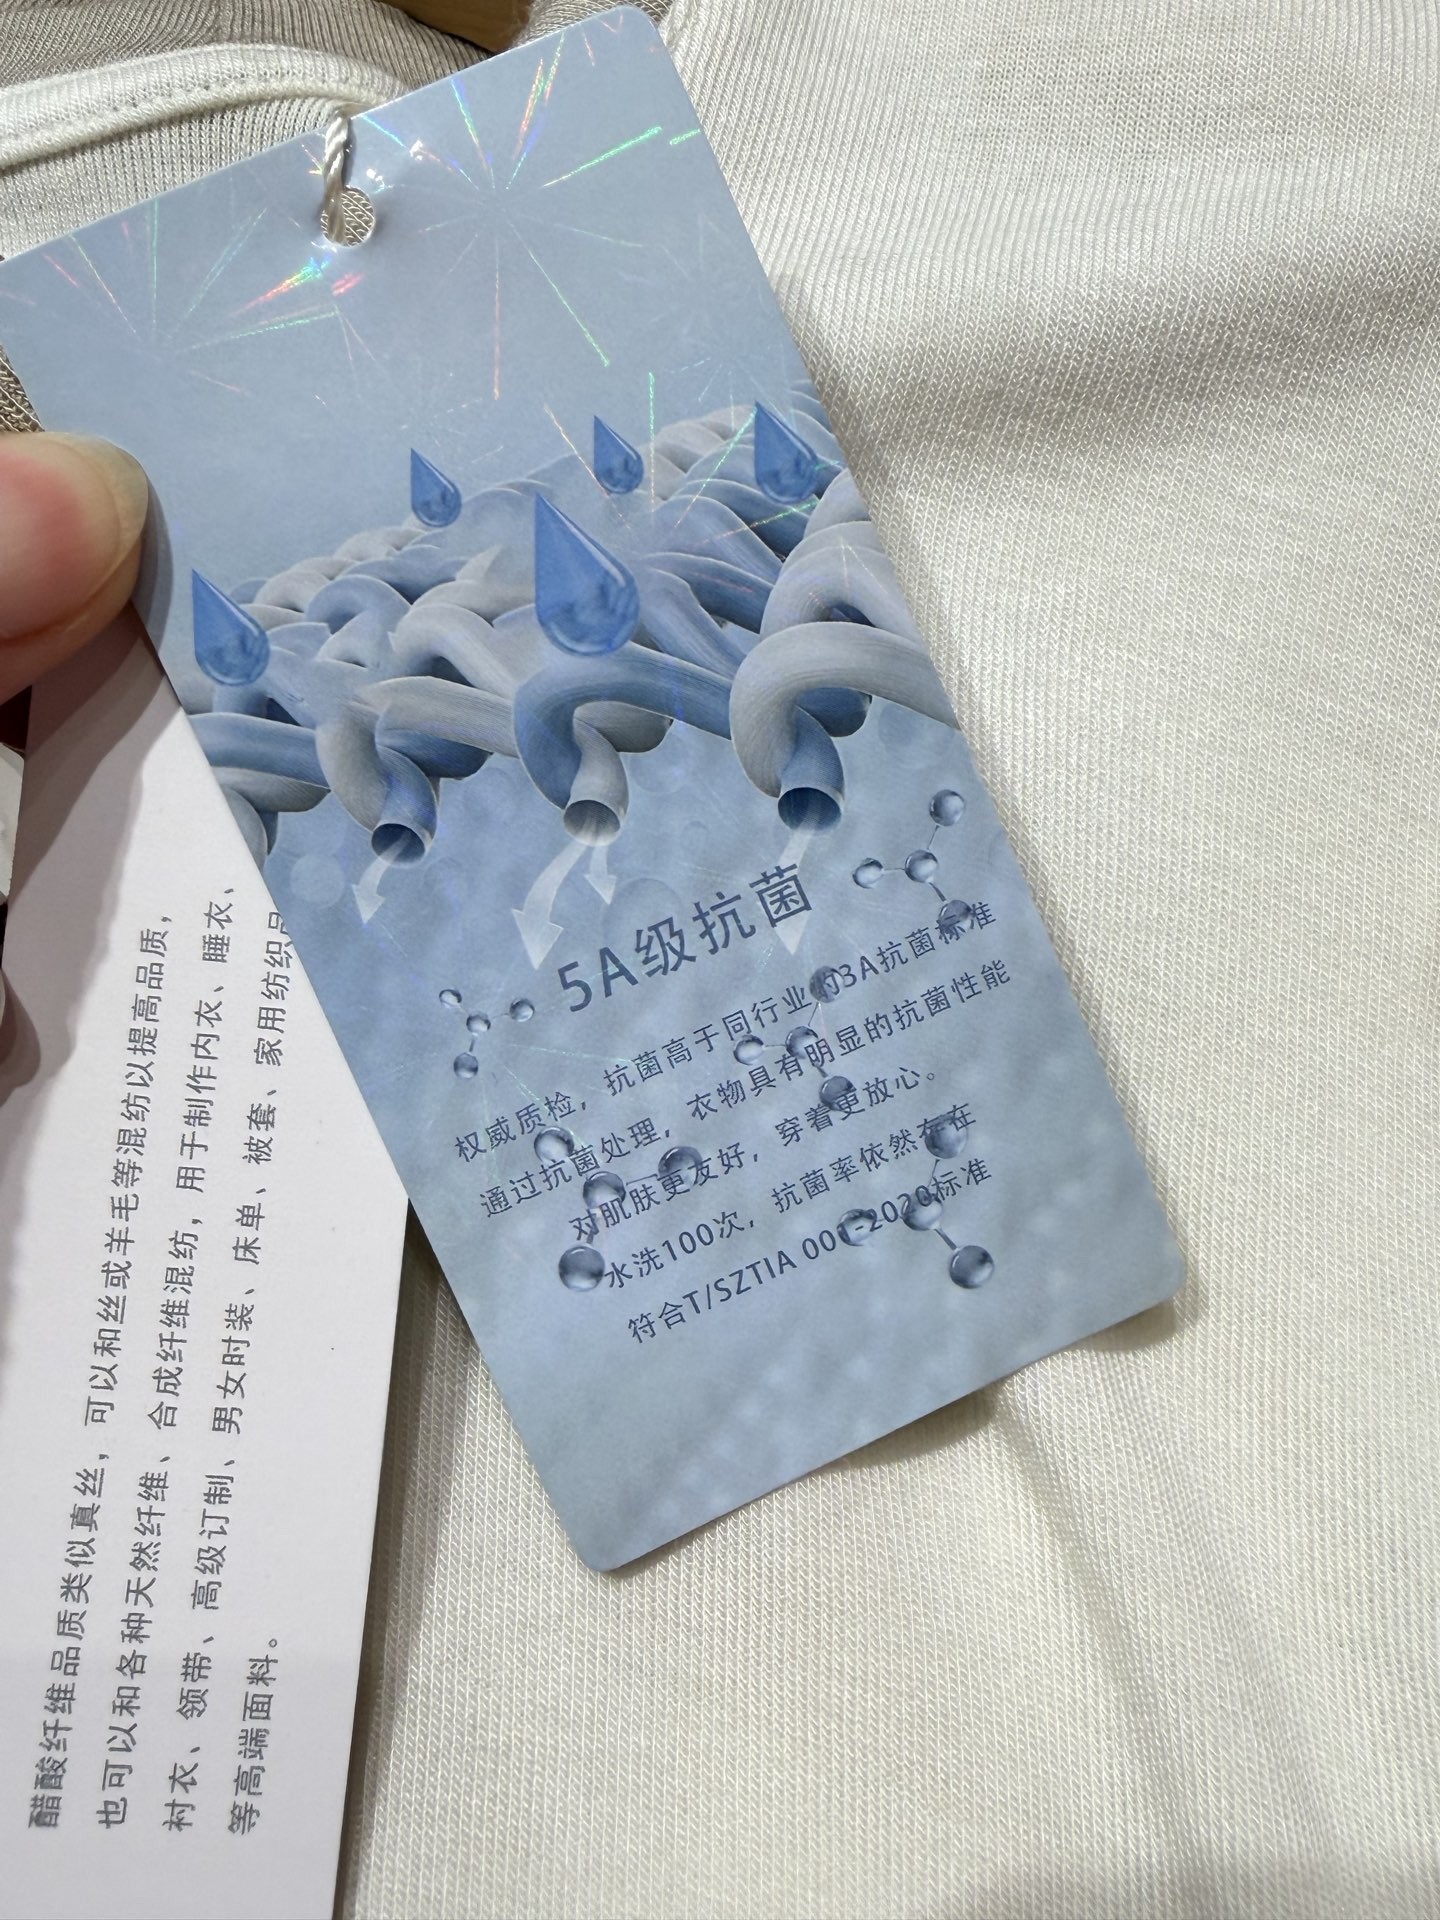 5A级抗菌
权威质检，抗菌高于同行业的3A抗菌标准
通过抗菌处理，衣物具有明显的抗菌性能
对肌肤更友好，穿着更放心。
水洗100次，抗菌率依然存在
符合T/SZTIA 001-2020标准
醋酸纤维品质类似真丝，可以和丝或羊毛等混纺以提高品质，
也可以和各种天然纤维、合成纤维混纺，用于制作内衣、睡衣、
衬衣、领带、高级订制、男女时装、床单、被套、家用纺织品
等高端面料。